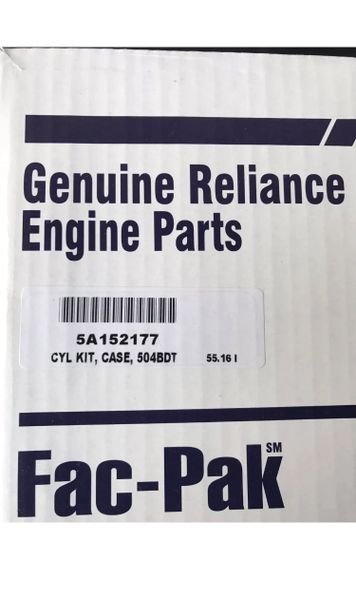 Genuine Reliance
Engine Parts
5A152177
CYL KIT, CASE, 504BDT 55.16 I
Fac-Pak SM